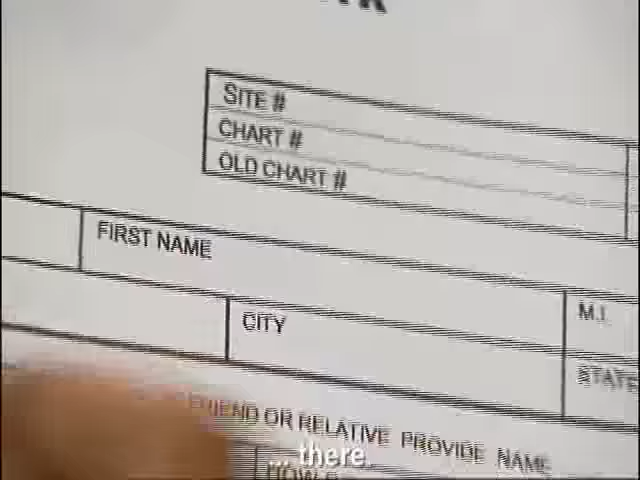 SITE #
CHART #
OLD CHART #
FIRST NAME
M.I.
CITY
STATE
FRIEND OR RELATIVE PROVIDE NAME
... there.